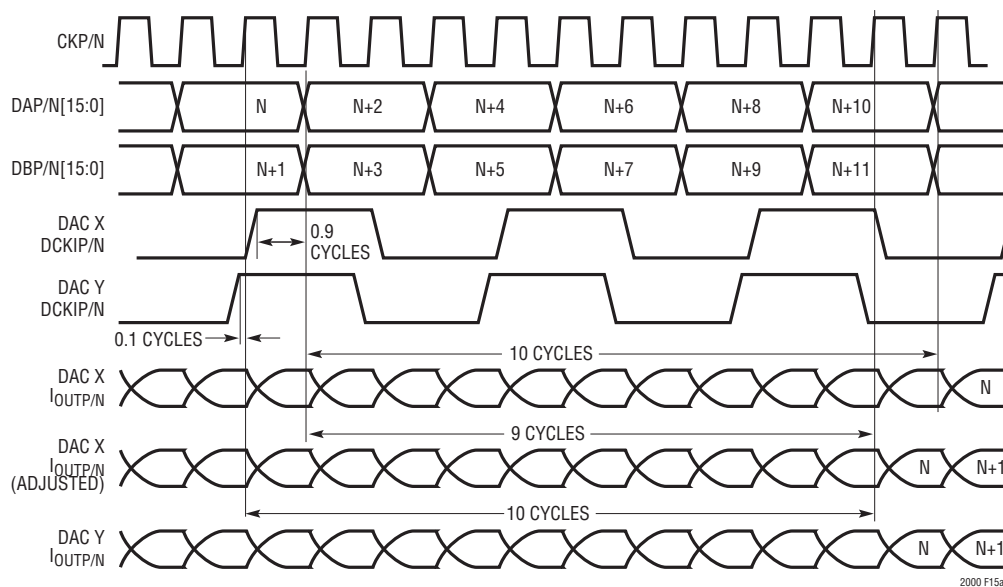 CKP/N
DAP/N[15:0]
N N+2 N+4 N+6 N+8 N+10
DBP/N[15:0]
N+1 N+3 N+5 N+7 N+9 N+11
DAC X
DCKIP/N
0.9
CYCLES
DAC Y
DCKIP/N
0.1 CYCLES
10 CYCLES
DAC X
IOUTP/N
N
9 CYCLES
DAC X
IOUTP/N
(ADJUSTED)
N N+1
10 CYCLES
DAC Y
IOUTP/N
N N+1
2000 F15a